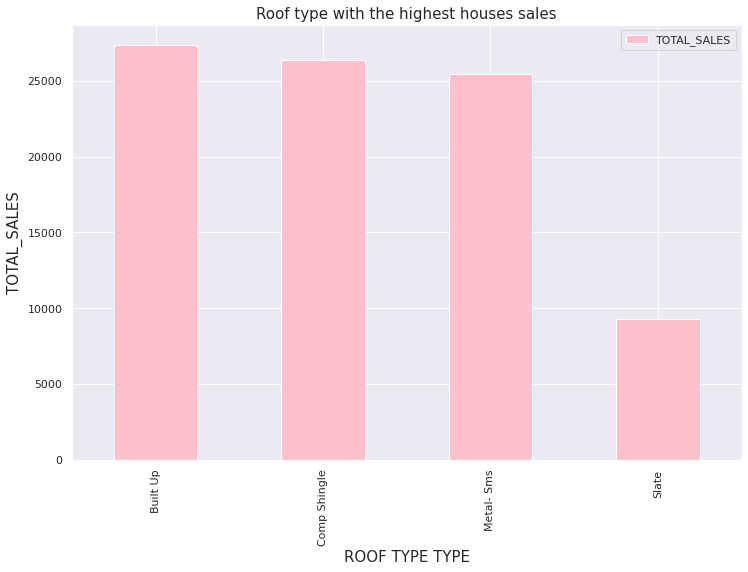 Roof type with the highest houses sales
TOTAL_SALES
25000
20000
15000
10000
5000
0
TOTAL_SALES
Built Up
Comp Shingle
Metal- Sms
Slate
ROOF TYPE TYPE